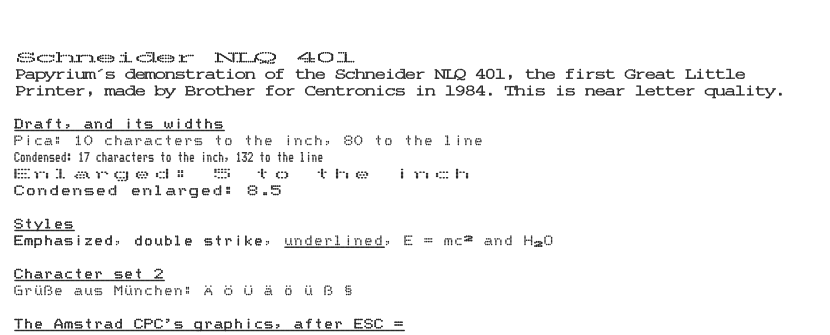 Schneider NLQ 401
Papyrium´s demonstration of the Schneider NLQ 401, the first Great Little
Printer, made by Brother for Centronics in 1984. This is near letter quality.
Draft, and its widths
Pica: 10 characters to the inch, 80 to the line
Condensed: 17 characters to the inch, 132 to the line
Enlarged: 5 to the inch
Condensed enlarged: 8.5
Styles
Emphasized, double strike, underlined, E = mc² and H₂O
Character set 2
Grüße aus München: Ä Ö Ü ä ö ü ß §
The Amstrad CPC's graphics, after ESC =